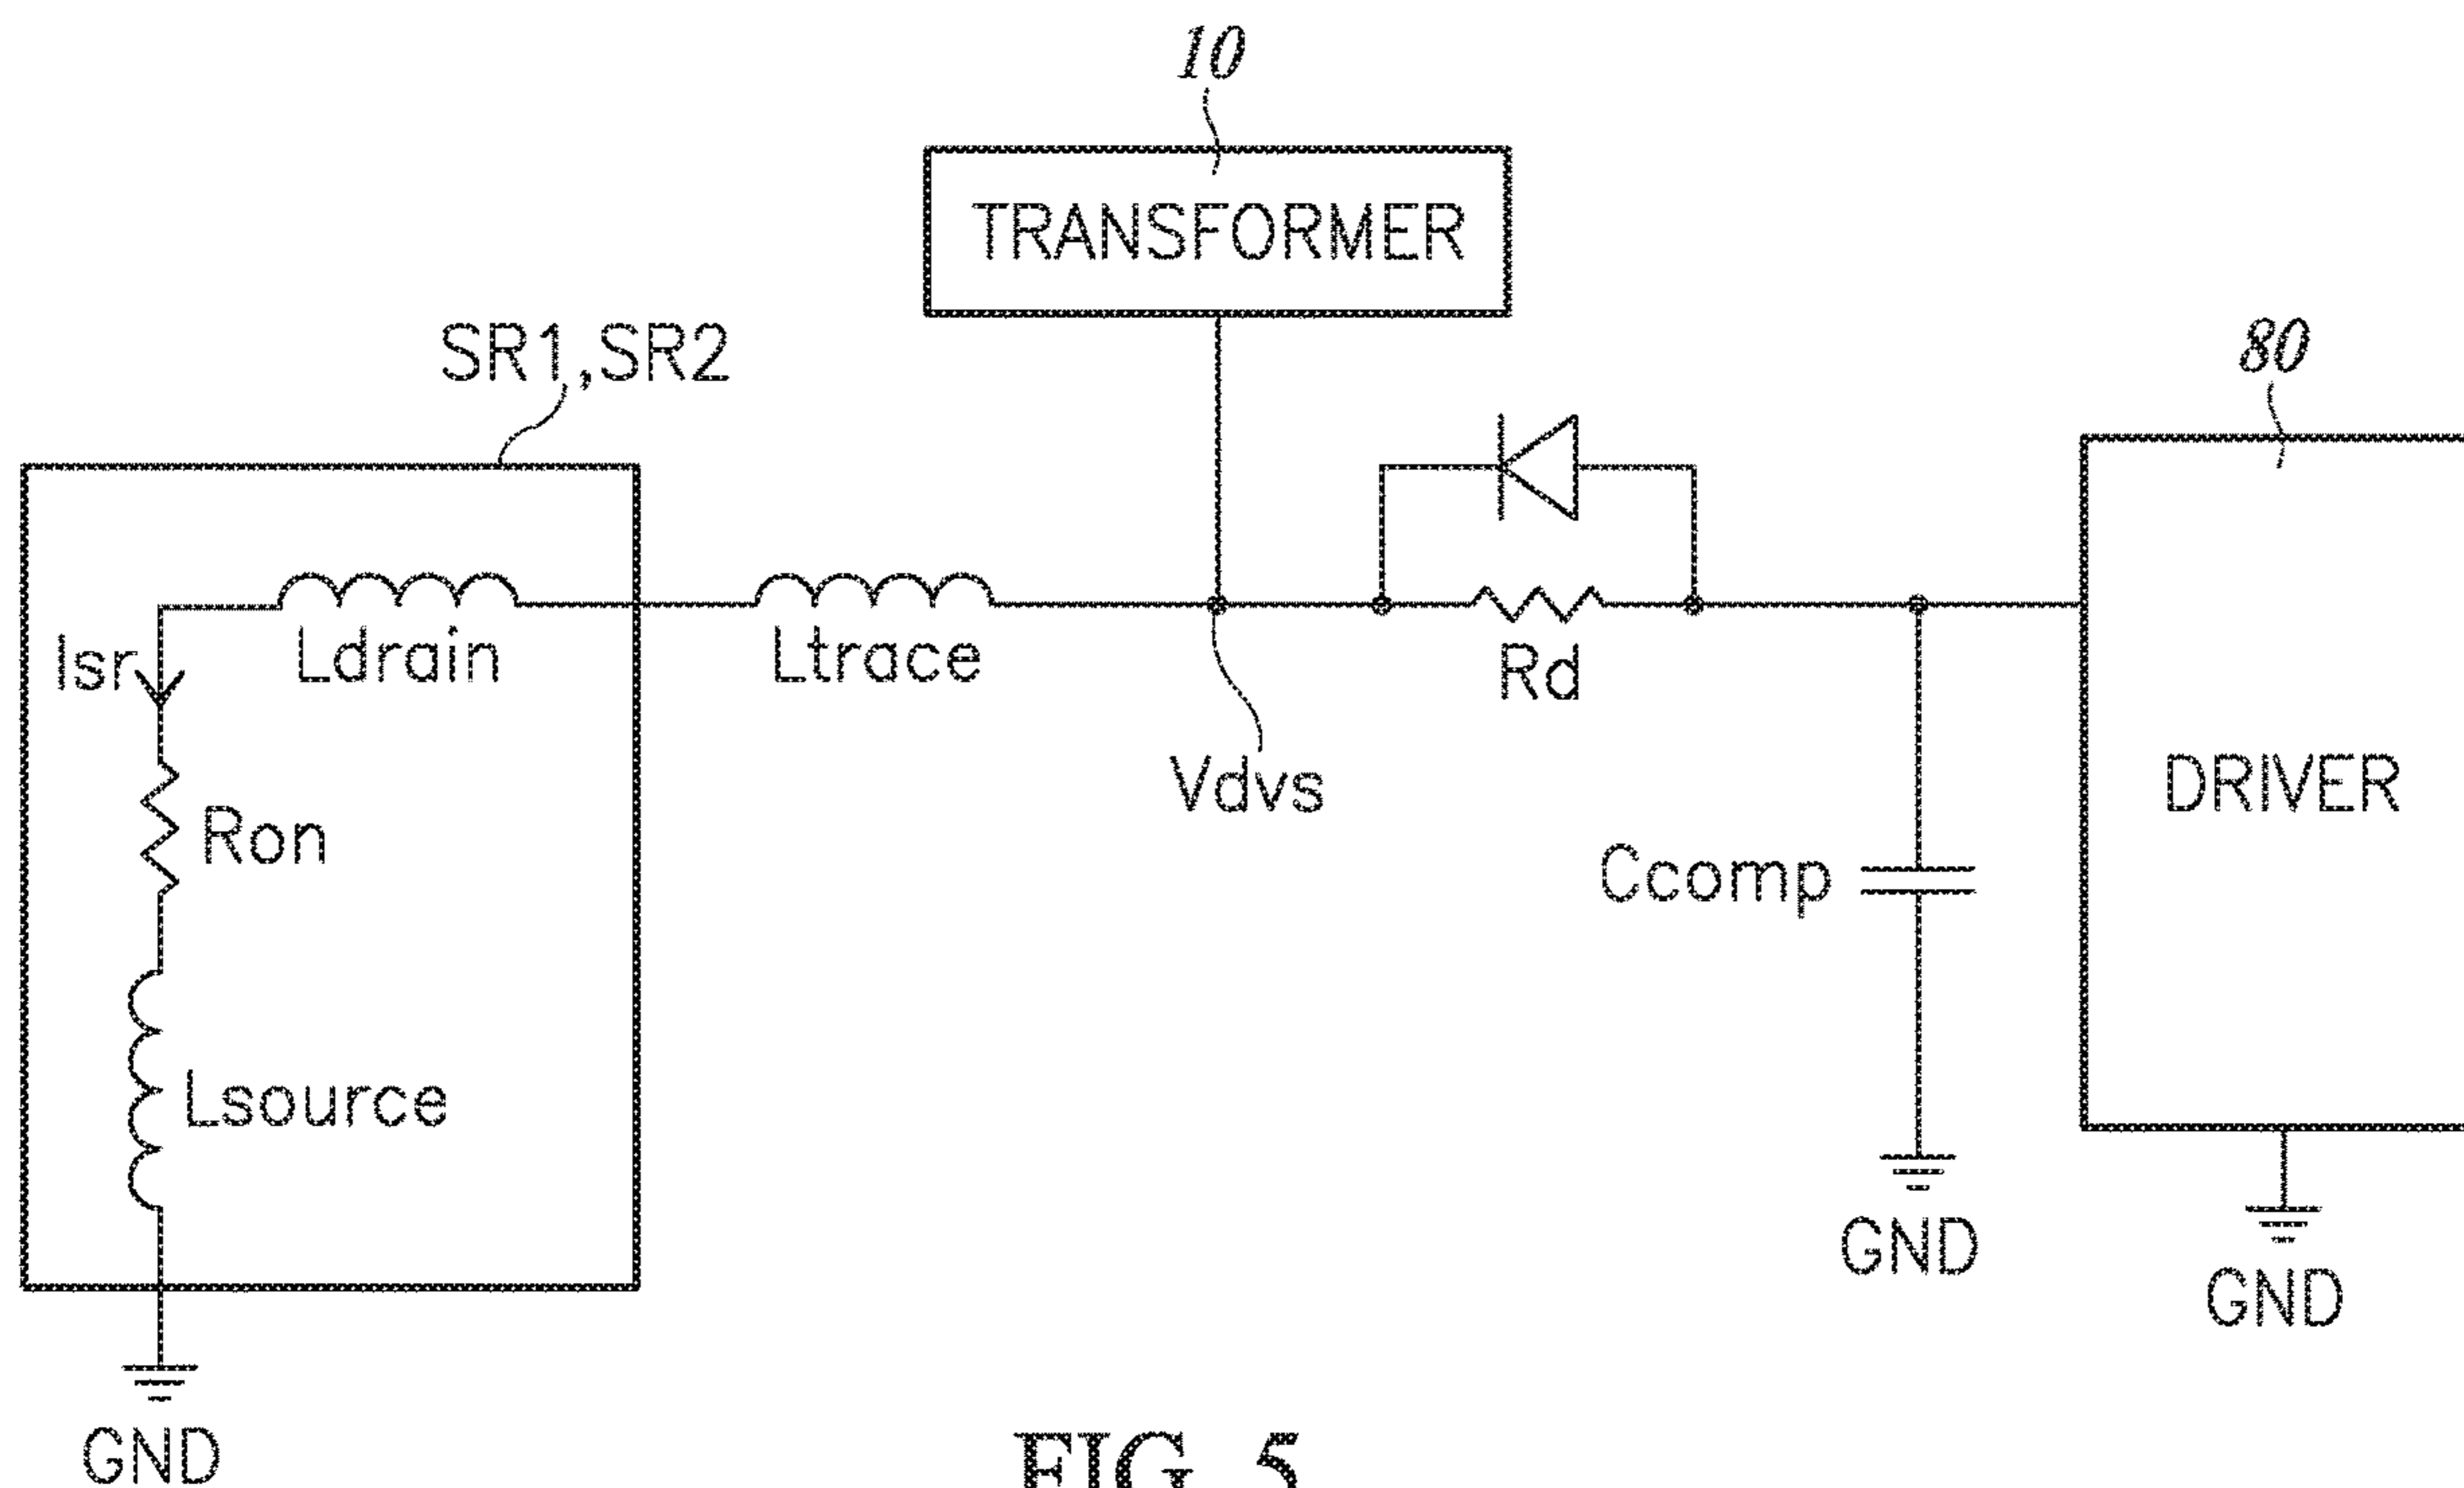 10
TRANSFORMER
SR1,SR2
80
Isr
Ldrain
Ltrace
Rd
Vdvs
DRIVER
Ron
Ccomp
Lsource
GND
GND
GND
FIG. 5